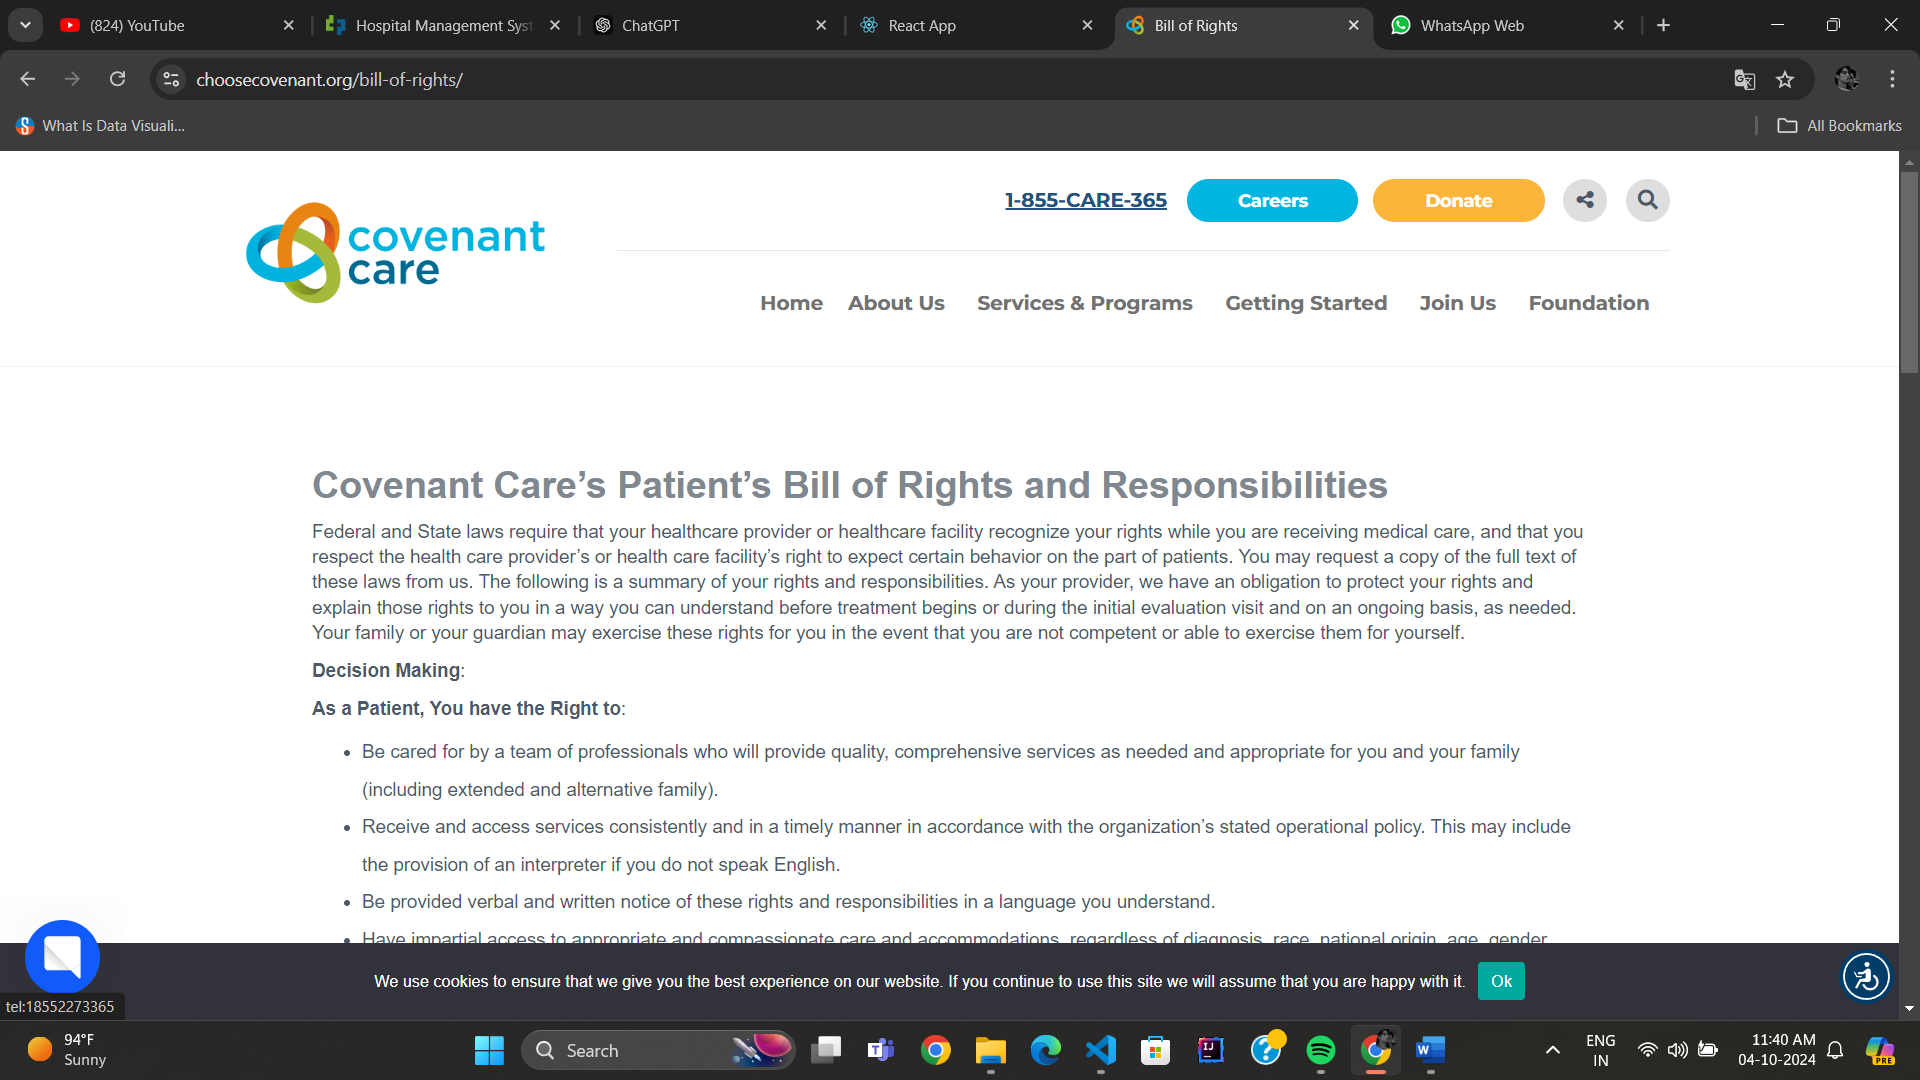 (824) YouTube
Hospital Management Syst
ChatGPT
React App
Bill of Rights
WhatsApp Web
choosecovenant.org/bill-of-rights/
What Is Data Visuali...
All Bookmarks
1-855-CARE-365
Careers
Donate
covenant
care
Home About Us Services & Programs Getting Started Join Us Foundation
Covenant Care’s Patient’s Bill of Rights and Responsibilities
Federal and State laws require that your healthcare provider or healthcare facility recognize your rights while you are receiving medical care, and that you
respect the health care provider’s or health care facility’s right to expect certain behavior on the part of patients. You may request a copy of the full text of
these laws from us. The following is a summary of your rights and responsibilities. As your provider, we have an obligation to protect your rights and
explain those rights to you in a way you can understand before treatment begins or during the initial evaluation visit and on an ongoing basis, as needed.
Your family or your guardian may exercise these rights for you in the event that you are not competent or able to exercise them for yourself.
Decision Making:
As a Patient, You have the Right to:
• Be cared for by a team of professionals who will provide quality, comprehensive services as needed and appropriate for you and your family
(including extended and alternative family).
• Receive and access services consistently and in a timely manner in accordance with the organization’s stated operational policy. This may include
the provision of an interpreter if you do not speak English.
• Be provided verbal and written notice of these rights and responsibilities in a language you understand.
• Have impartial access to appropriate and compassionate care and accommodations, regardless of diagnosis, race, national origin, age, gender,
We use cookies to ensure that we give you the best experience on our website. If you continue to use this site we will assume that you are happy with it.
Ok
tel:18552273365
94°F
Sunny
Search
ENG
IN
11:40 AM
04-10-2024
PRE